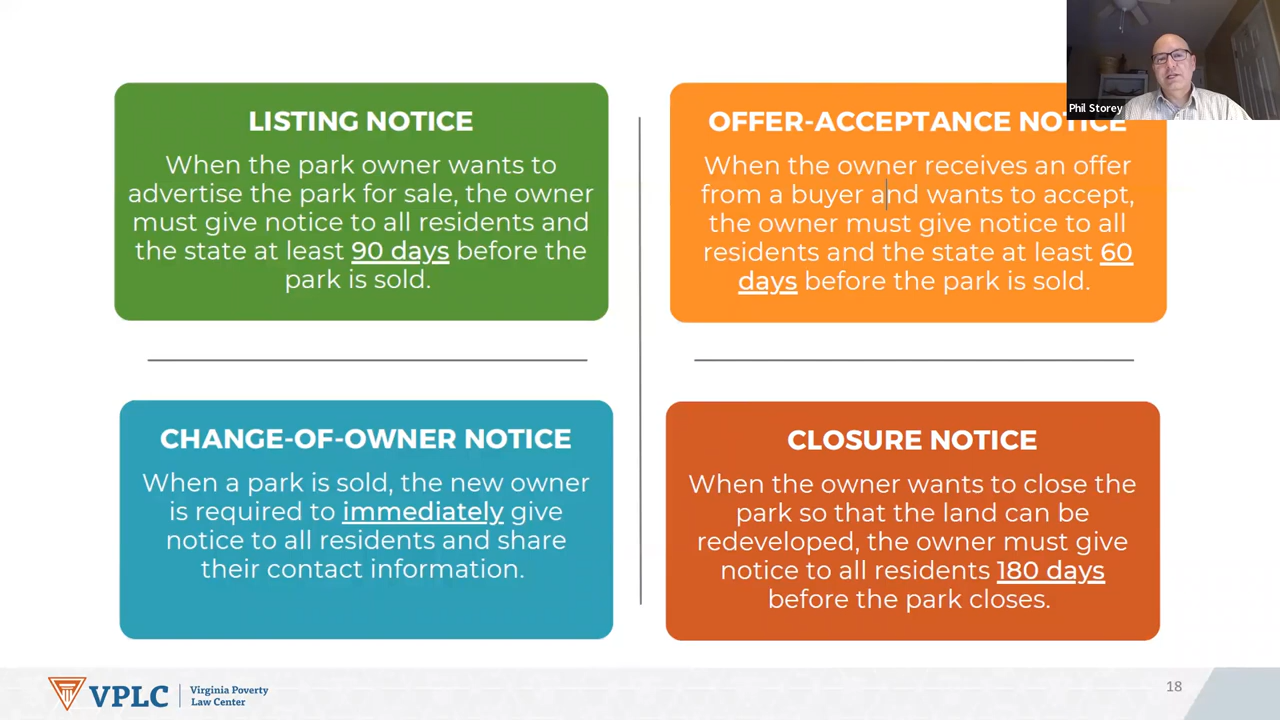 LISTING NOTICE
When the park owner wants to
advertise the park for sale, the owner
must give notice to all residents and
the state at least 90 days before the
park is sold.
OFFER-ACCEPTANCE NOTICE
When the owner receives an offer
from a buyer and wants to accept,
the owner must give notice to all
residents and the state at least 60
days before the park is sold.
Phil Storey
CHANGE-OF-OWNER NOTICE
When a park is sold, the new owner
is required to immediately give
notice to all residents and share
their contact information.
CLOSURE NOTICE
When the owner wants to close the
park so that the land can be
redeveloped, the owner must give
notice to all residents 180 days
before the park closes.
VPLC
Virginia Poverty
Law Center
18